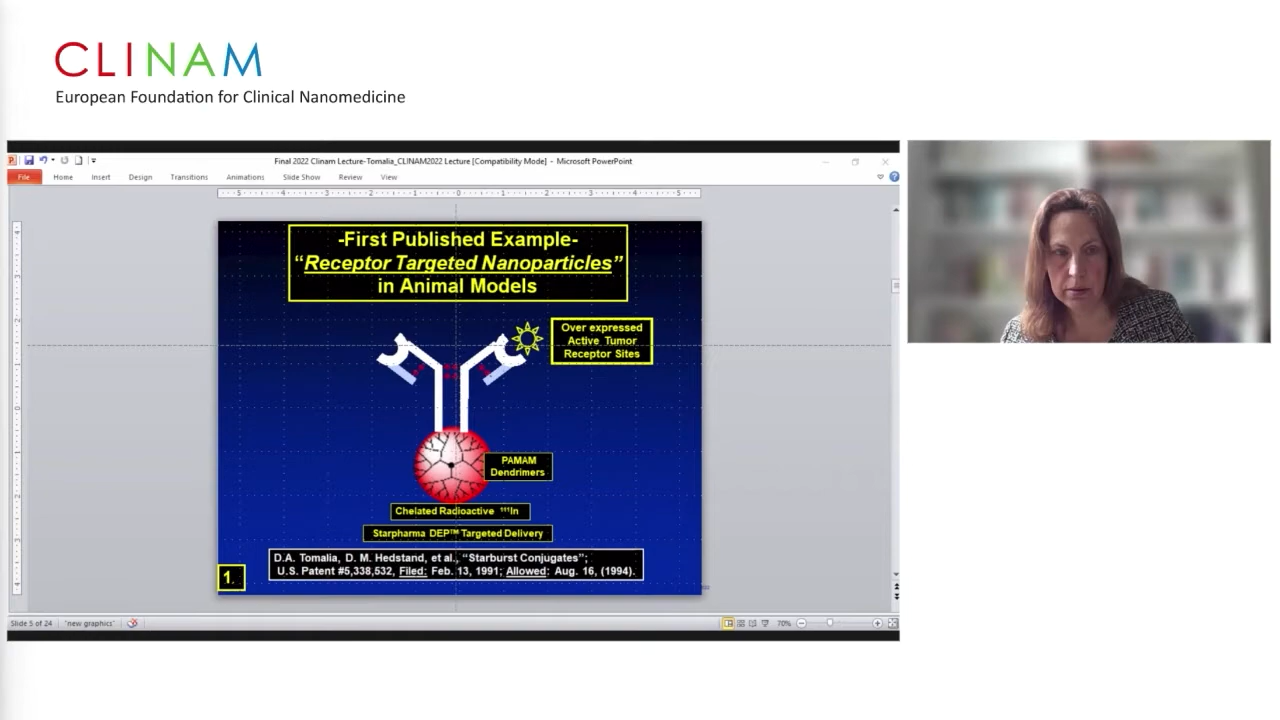 CLINAM
European Foundation for Clinical Nanomedicine
Final 2022 Clinam Lecture-Tomalia_CLINAM2022 Lecture [Compatibility Mode] - Microsoft PowerPoint
File Home Insert Design Transitions Animations Slide Show Review View
-First Published Example-
“Receptor Targeted Nanoparticles”
in Animal Models
Over expressed
Active Tumor
Receptor Sites
PAMAM
Dendrimers
Chelated Radioactive ¹¹¹In
Starpharma DEP™ Targeted Delivery
D.A. Tomalia, D. M. Hedstand, et al., “Starburst Conjugates”;
U.S. Patent #5,338,532, Filed: Feb. 13, 1991; Allowed: Aug. 16, (1994).
1.
Slide 5 of 24 "new graphics" 70%